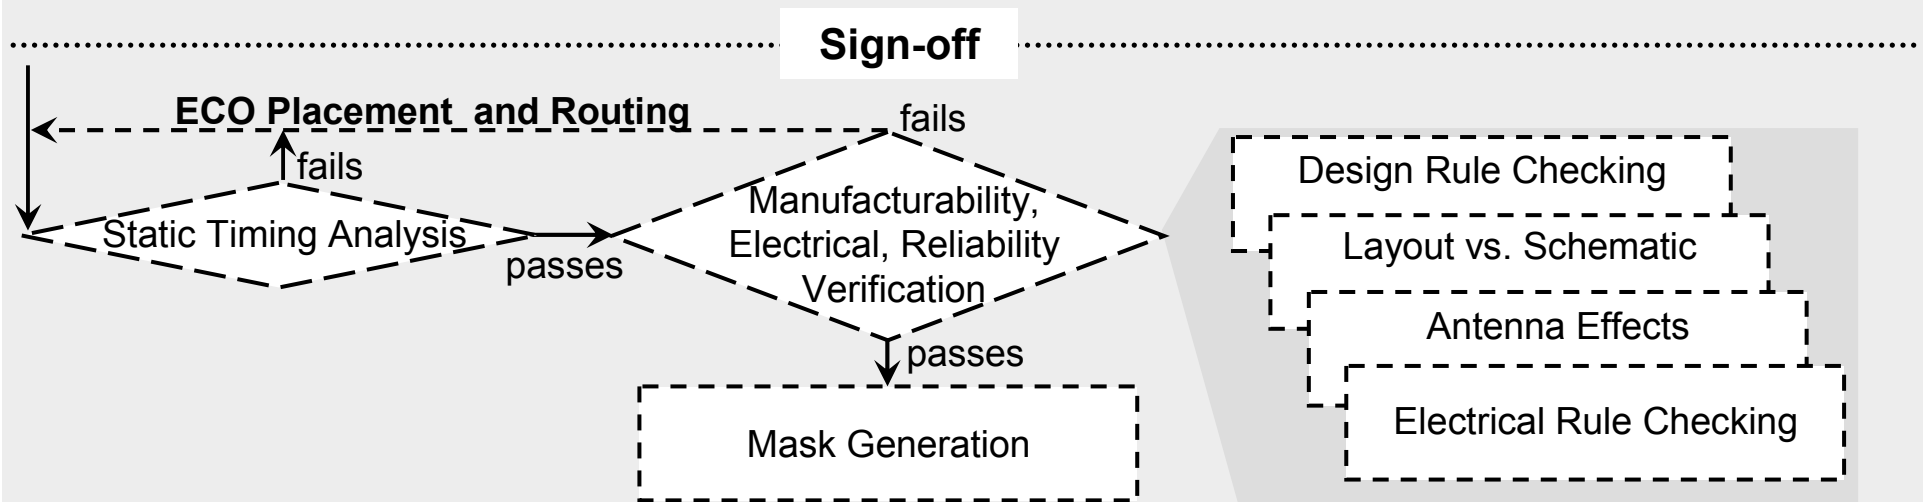 Sign-off
ECO Placement and Routing
fails
fails
Static Timing Analysis
passes
Manufacturability,
Electrical, Reliability
Verification
passes
Mask Generation
Design Rule Checking
Layout vs. Schematic
Antenna Effects
Electrical Rule Checking